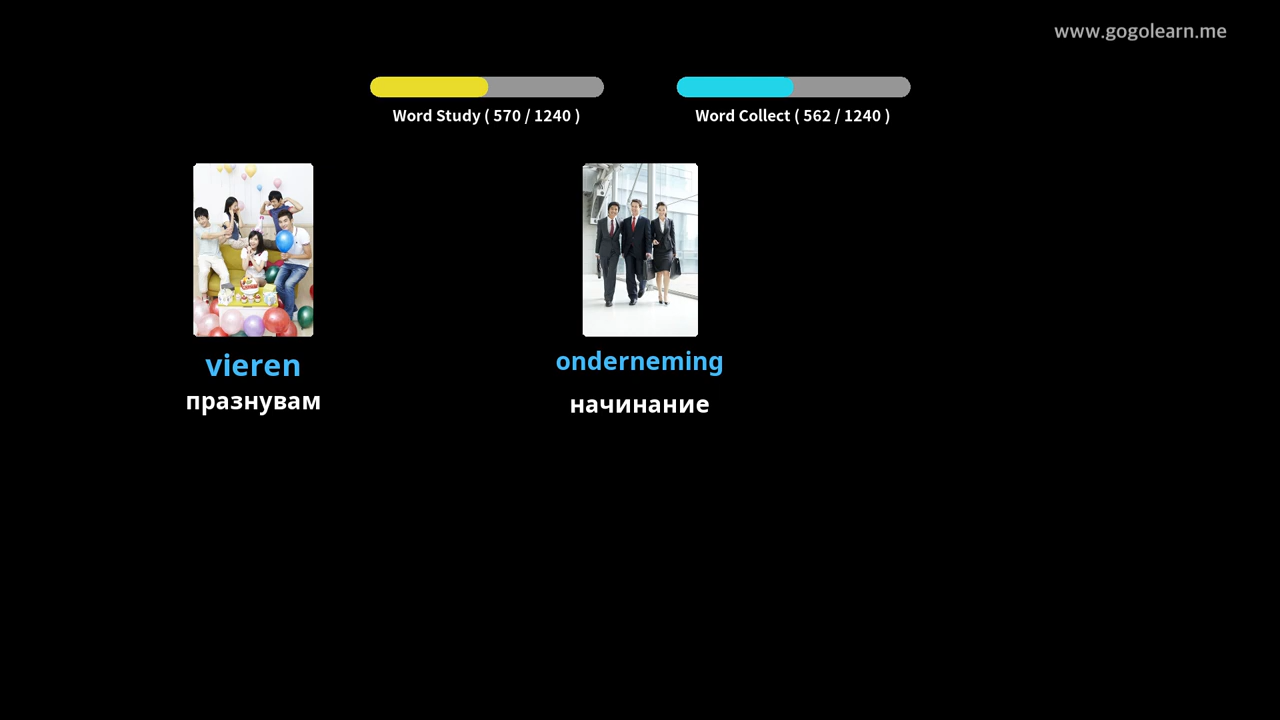 www.gogolearn.me
Word Study ( 570 / 1240 )
Word Collect ( 562 / 1240 )
vieren
празнувам
onderneming
начинание